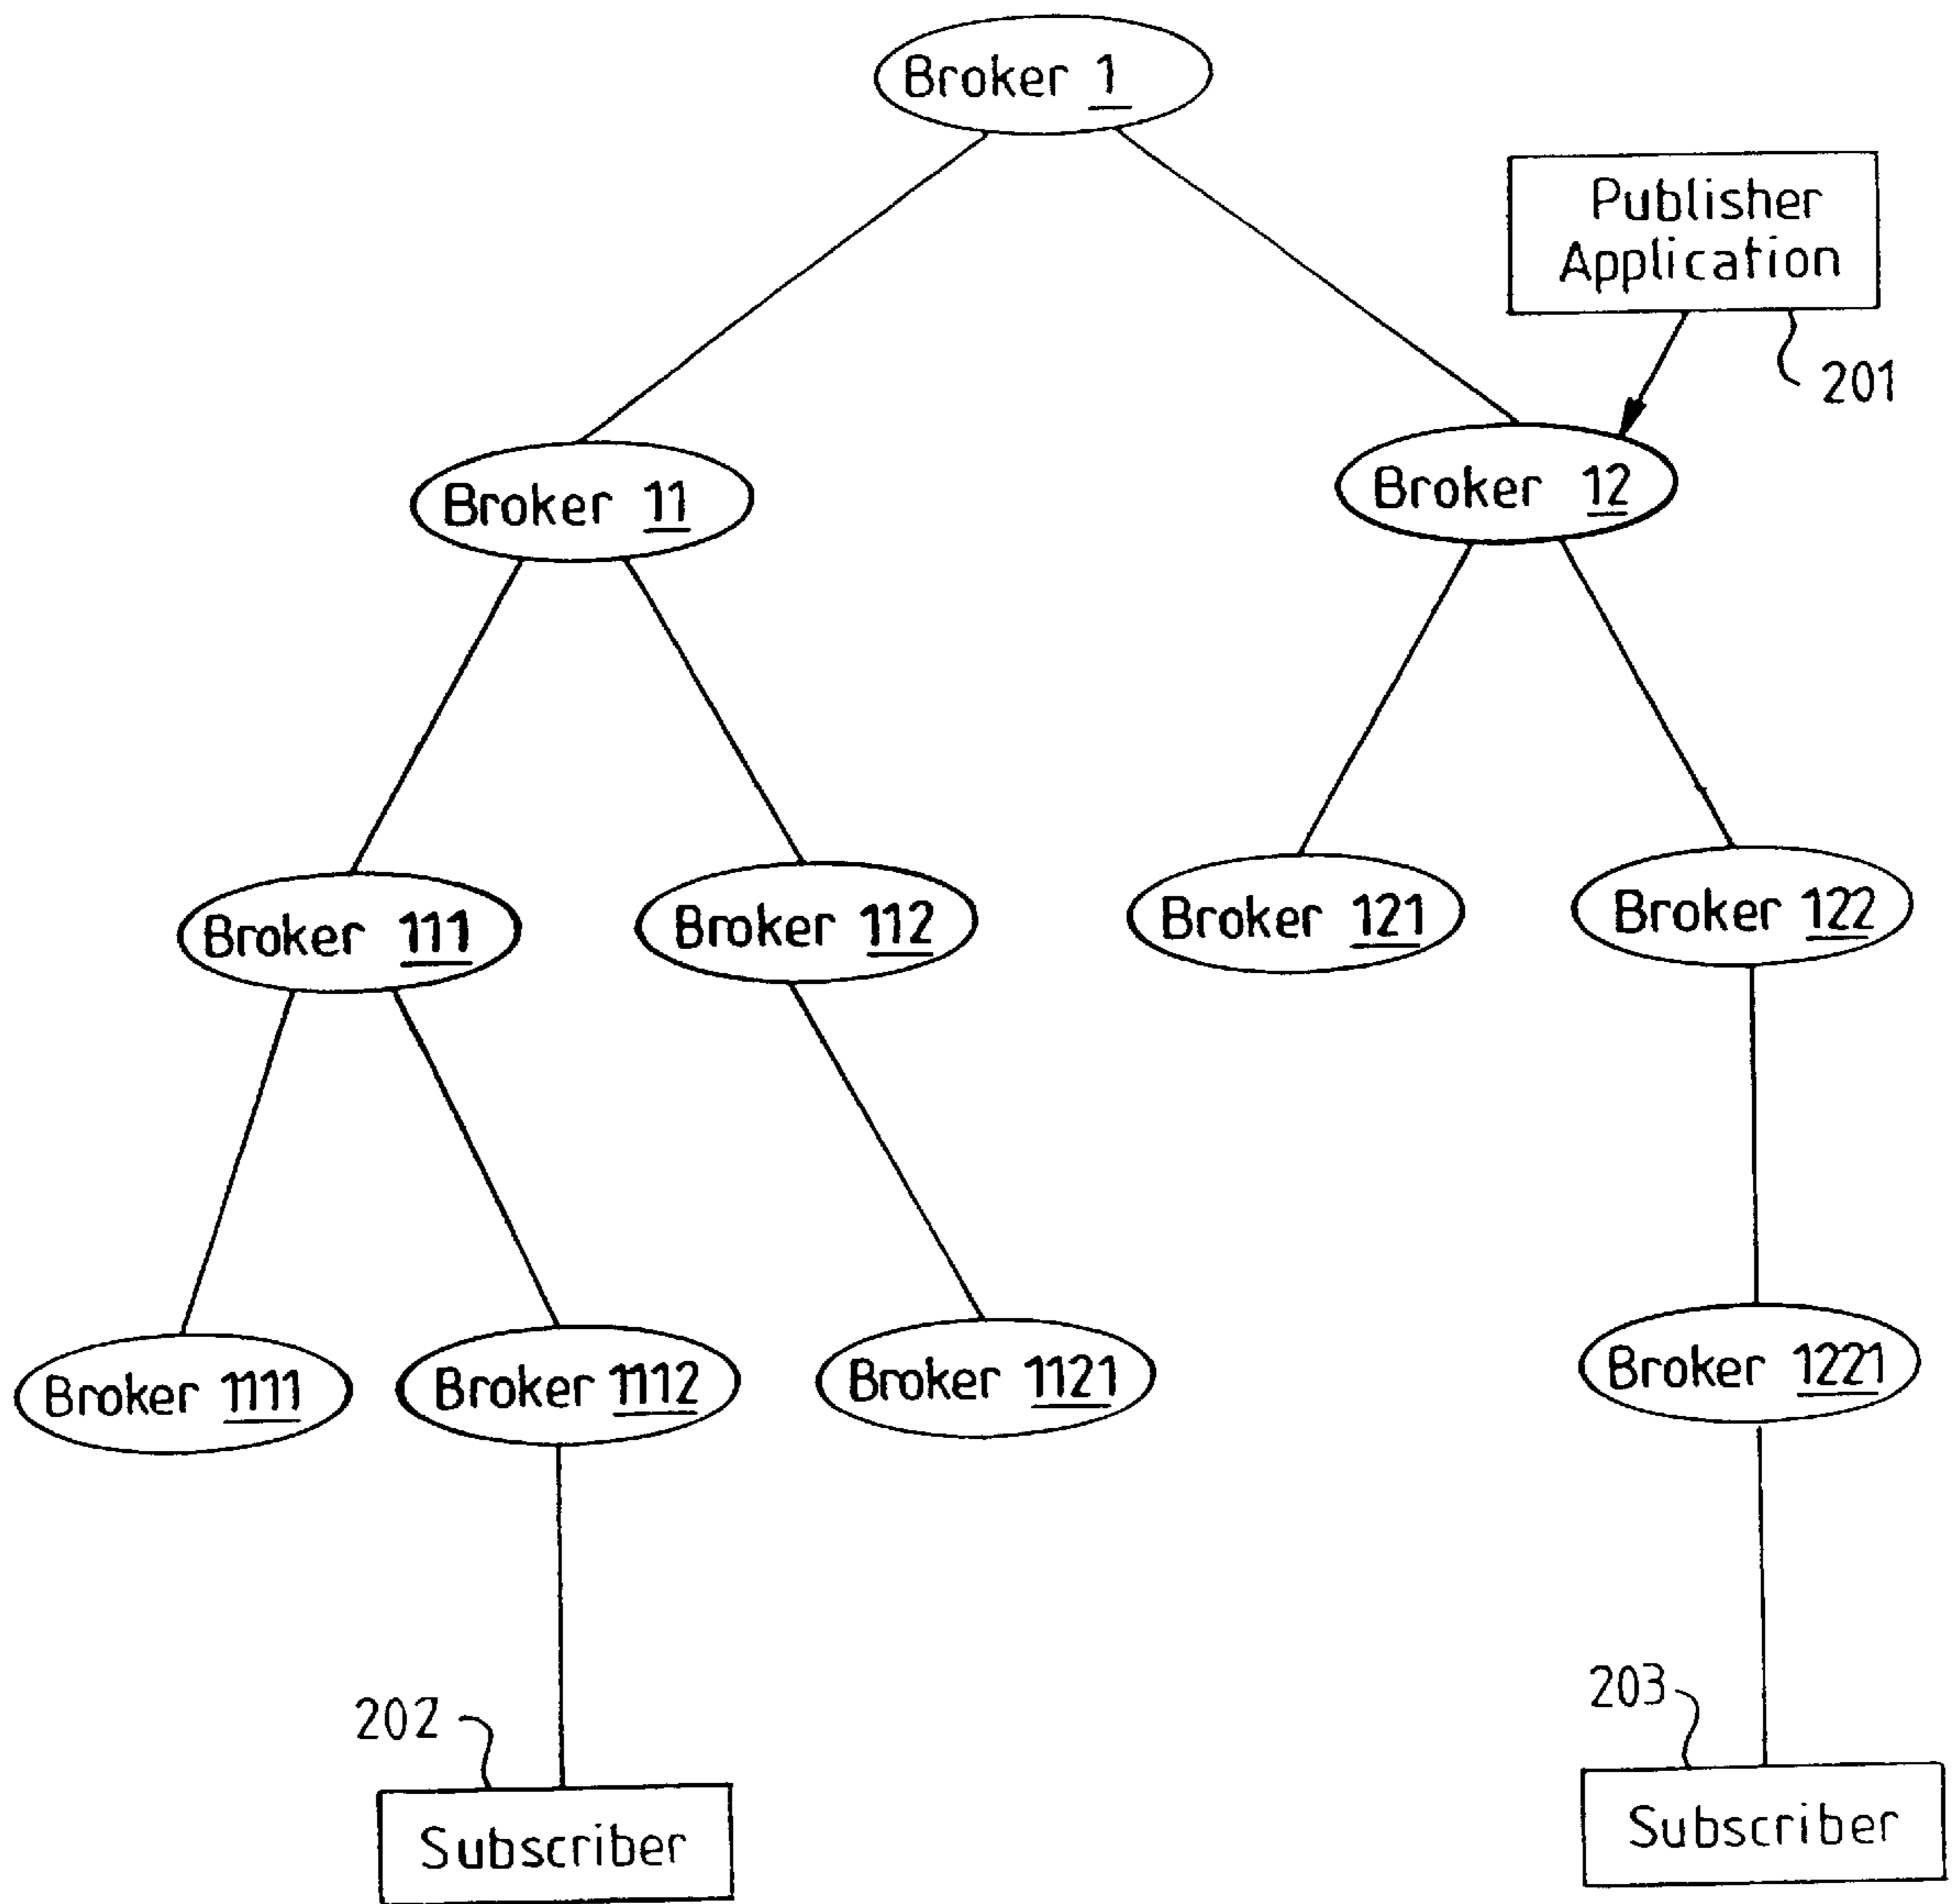 Broker 1
Publisher
Application
201
Broker 11
Broker 12
Broker 111
Broker 112
Broker 121
Broker 122
Broker 1111
Broker 1112
Broker 1121
Broker 1221
202
203
Subscriber
Subscriber